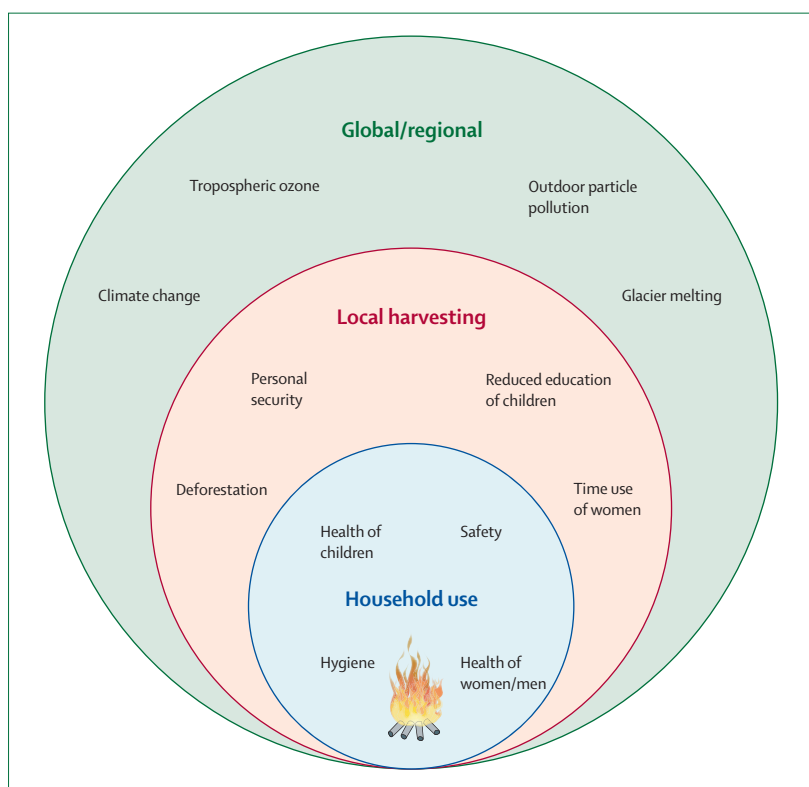 Global/regional
Tropospheric ozone
Outdoor particle
pollution
Climate change
Glacier melting
Local harvesting
Personal
security
Reduced education
of children
Deforestation
Time use
of women
Health of
children
Safety
Household use
Hygiene
Health of
women/men